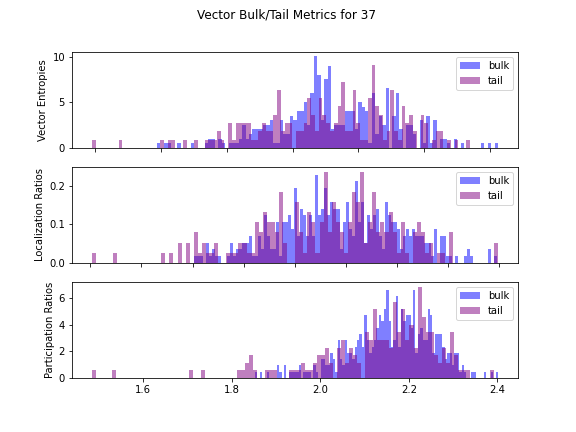 Vector Bulk/Tail Metrics for 37
Vector Entropies
10
5
0
bulk
tail
Localization Ratios
0.2
0.1
0.0
bulk
tail
Participation Ratios
6
4
2
0
bulk
tail
1.6 1.8 2.0 2.2 2.4